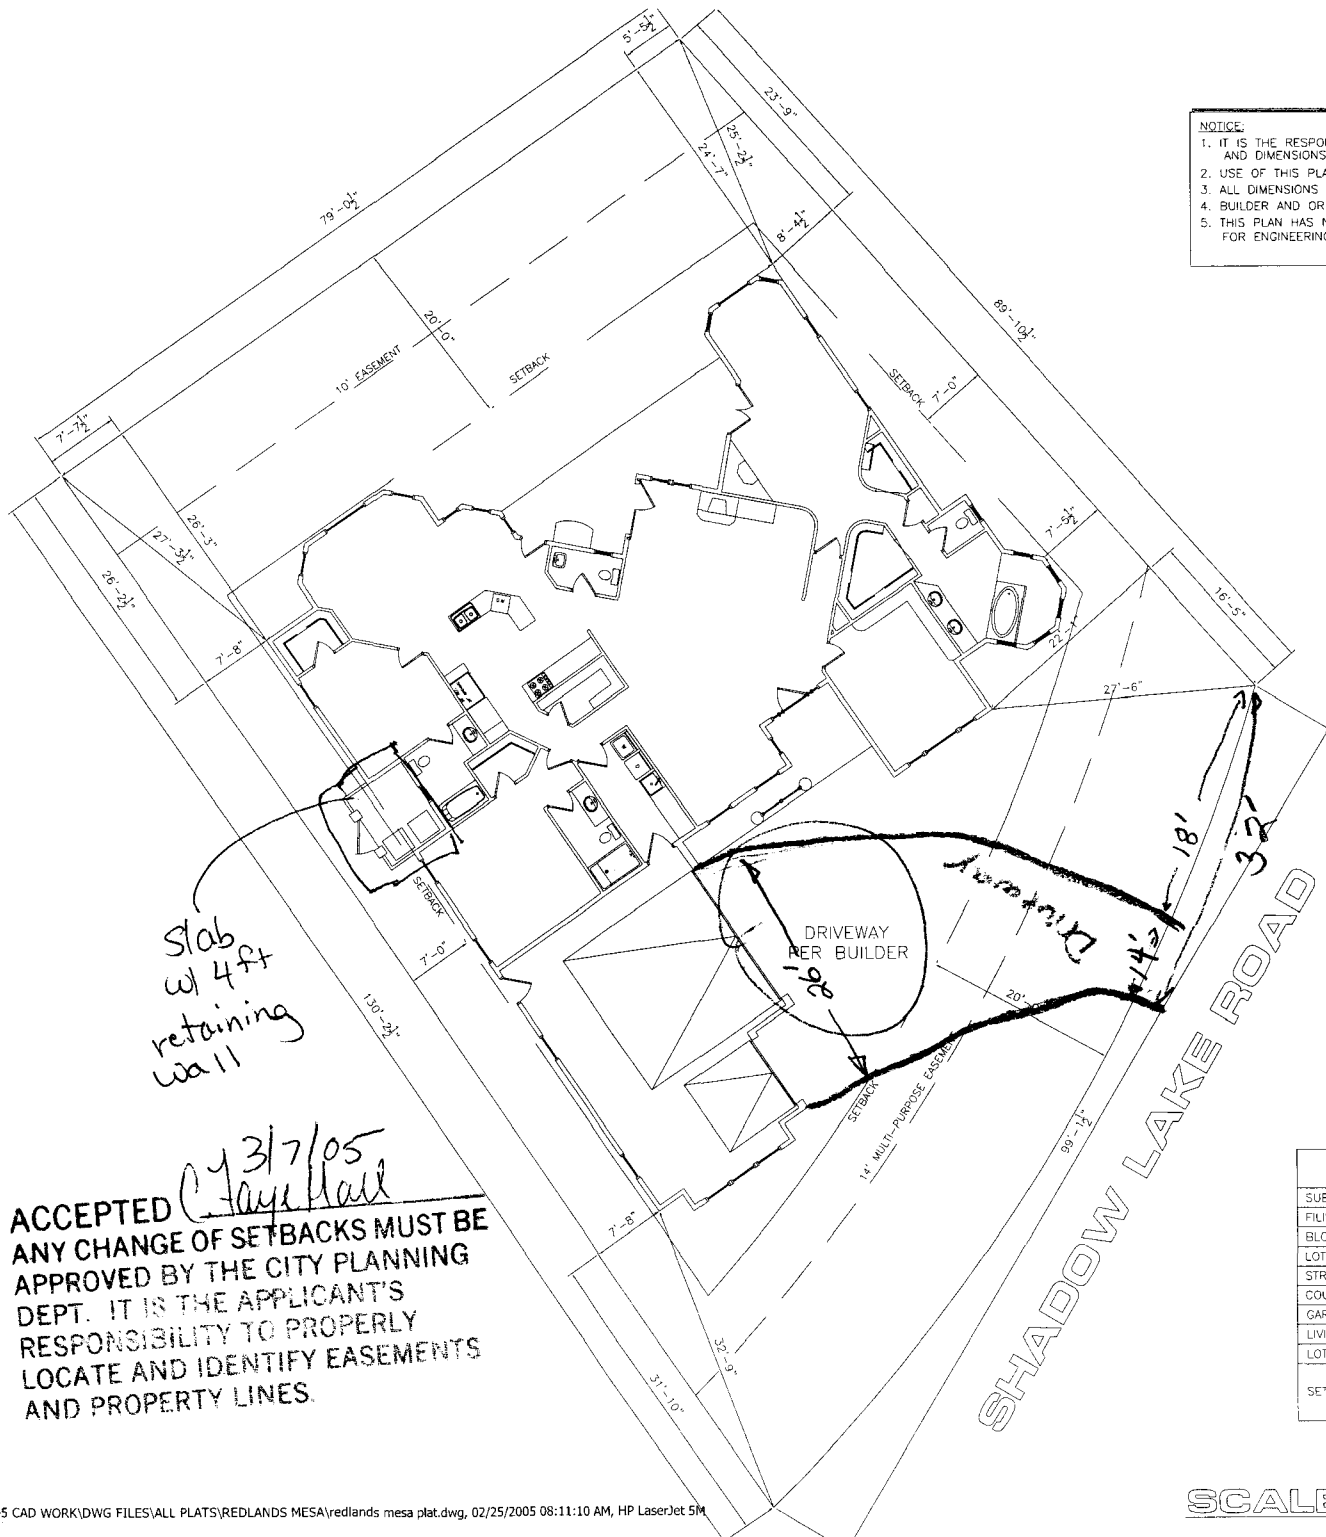 5'-5½"
23'-9"
25'-2½"
24'-7"
79'-0½"
8'-4½"
NOTICE:
1. IT IS THE RESPO
AND DIMENSIONS
2. USE OF THIS PLA
3. ALL DIMENSIONS
4. BUILDER AND OR
5. THIS PLAN HAS N
FOR ENGINEERING
20'-0"
10' EASEMENT
SETBACK
89'-10½"
SETBACK
7'-0"
7'-7½"
26'-3"
27'-3½"
26'-2½"
7'-8"
7'-5½"
16'-5"
22'-1"
27'-6"
18'
32'
Driveway
14'
DRIVEWAY
PER BUILDER
26'
20'
SETBACK
7'-0"
130'-2½"
Slab
w/ 4ft
retaining
wall
SETBACK
14' MULTI-PURPOSE EASEMEN
99'-1½"
SHADOW LAKE ROAD
3/7/05
ACCEPTED C. Faye Hall
ANY CHANGE OF SETBACKS MUST BE
APPROVED BY THE CITY PLANNING
DEPT. IT IS THE APPLICANT'S
RESPONSIBILITY TO PROPERLY
LOCATE AND IDENTIFY EASEMENTS
AND PROPERTY LINES.
7'-8"
32'-9"
31'-10"
SUB
FILI
BLO
LOT
STR
COU
GAR
LIVI
LOT
SET
5 CAD WORK\DWG FILES\ALL PLATS\REDLANDS MESA\redlands mesa plat.dwg, 02/25/2005 08:11:10 AM, HP LaserJet 5M
SCALE